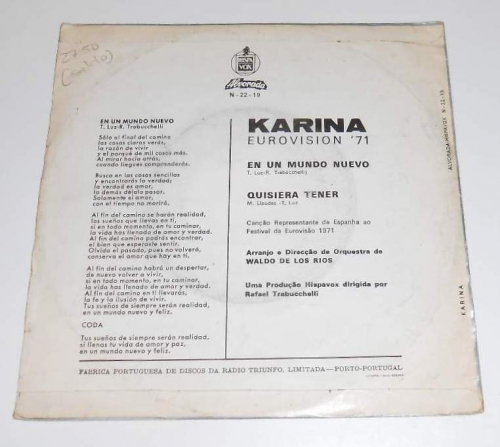 27.50
HISPA
VOX
Alvorada
N-22-19
EN UN MUNDO NUEVO
T. Luz-R. Trabucchelli
Sólo al final del camino
las cosas claras verás,
la razón de vivir
y el porqué de mil cosas más.
Al mirar hacia atrás,
cuando llegues comprenderás.
Busca en las cosas sencillas
y encontrarás la verdad;
la verdad es amor,
lo demás déjalo pasar.
Solamente el amor,
con el tiempo no morirá.
Al fin del camino se harán realidad,
los sueños que llevas en ti,
si en todo momento, en tu caminar,
la vida has llenado de amor y verdad.
Al fin del camino podrás encontrar,
el bien que esperaste sentir.
Olvida el pasado, pues no volverá,
conserva el amor que hay en ti.
Al fin del camino habrá un despertar,
de nuevo volver a vivir,
si en todo momento, en tu caminar,
la vida has llenado de amor y verdad.
Al fin del camino en ti llevarás,
la fe y la ilusión de vivir.
Tus sueños de siempre serán realidad,
en un mundo nuevo y feliz.
CODA
Tus sueños de siempre serán realidad,
si llenas tu vida de amor y paz,
en un mundo nuevo y feliz.
KARINA
EUROVISION '71
EN UN MUNDO NUEVO
T. Luz-R. Trabucchelli
QUISIERA TENER
M. Llaudes -T. Luz
Canção Representante da Espanha ao
Festival da Eurovisão 1971
Arranjo e Direcção de Orquestra de
WALDO DE LOS RIOS
Uma Produção Hispavox dirigida por
Rafael Trabucchelli
ALVORADA-HISPAVOX N-22-19
KARINA
FABRICA PORTUGUESA DE DISCOS DA RADIO TRIUNFO, LIMITADA—PORTO-PORTUGAL